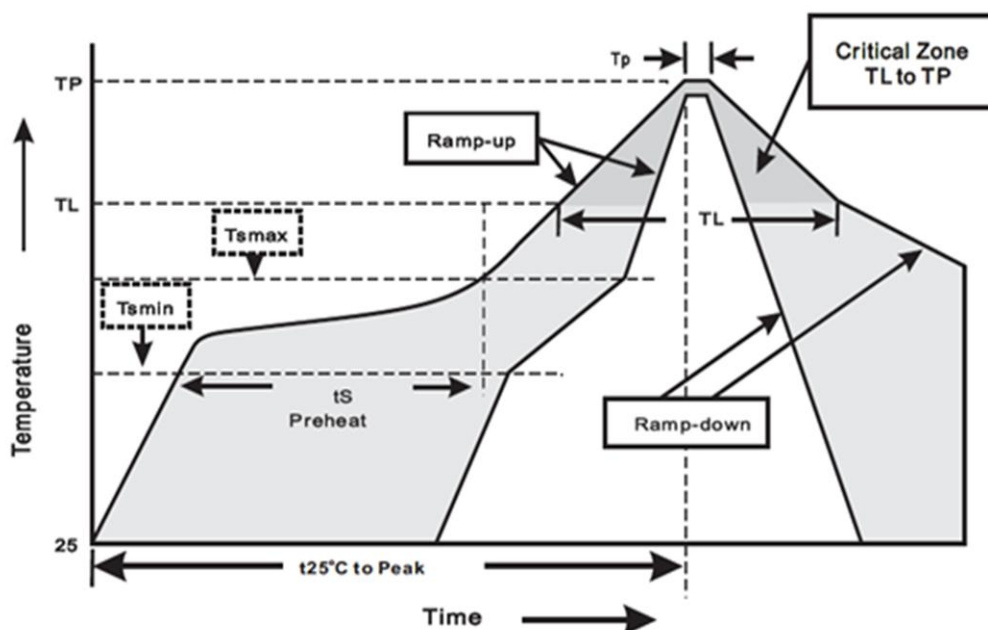 Tp
Critical Zone
TL to TP
TP
Ramp-up
TL
TL
Tsmax
Tsmin
tS
Preheat
Ramp-down
Temperature
25
t25°C to Peak
Time